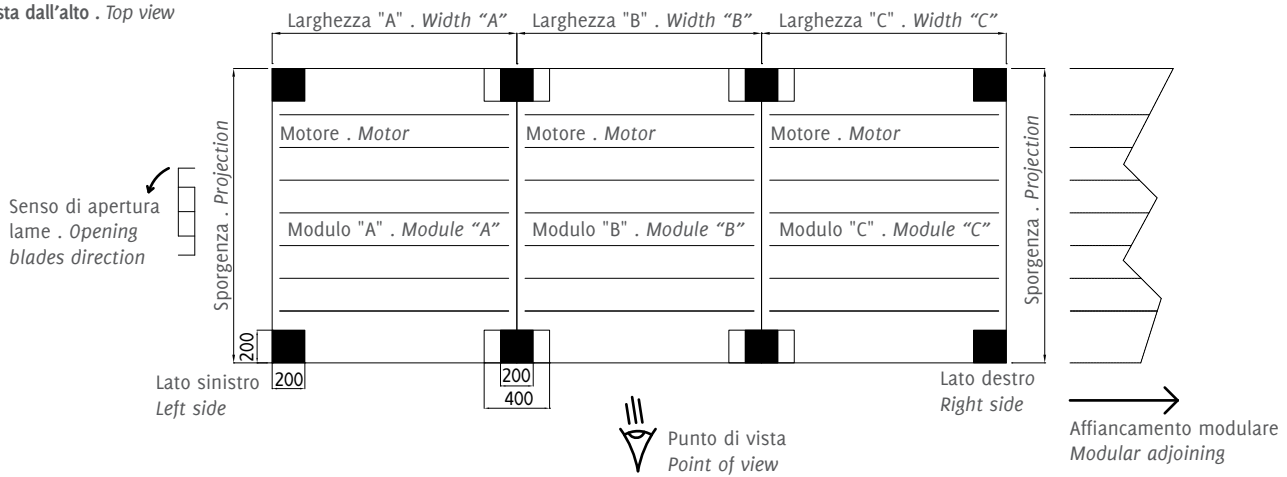 sta dall’alto . Top view
Larghezza "A" . Width “A”
Larghezza "B" . Width “B”
Larghezza "C" . Width “C”
Motore . Motor
Motore . Motor
Motore . Motor
Sporgenza . Projection
Sporgenza . Projection
Senso di apertura
lame . Opening
blades direction
Modulo "A" . Module “A”
Modulo "B" . Module “B”
Modulo "C" . Module “C”
200
200
200
400
Lato sinistro
Left side
Lato destro
Right side
Punto di vista
Point of view
Affiancamento modulare
Modular adjoining